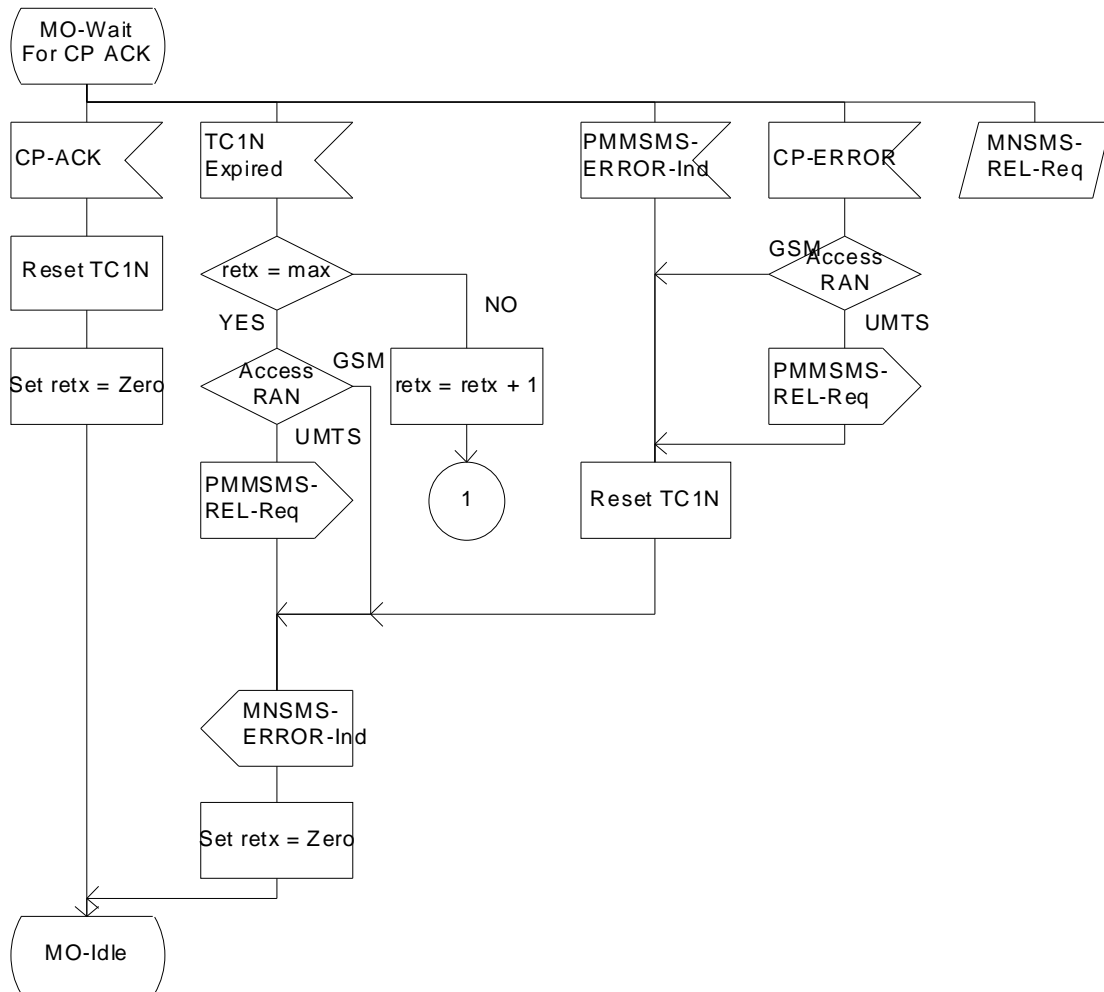 MO-Wait
For CP ACK
CP-ACK
TC1N
Expired
PMMSMS-
ERROR-Ind
CP-ERROR
MNSMS-
REL-Req
Reset TC1N
retx = max
GSM
Access
RAN
NO
YES
UMTS
Set retx = Zero
Access
RAN
GSM
retx = retx + 1
PMMSMS-
REL-Req
UMTS
PMMSMS-
REL-Req
1
Reset TC1N
MNSMS-
ERROR-Ind
Set retx = Zero
MO-Idle